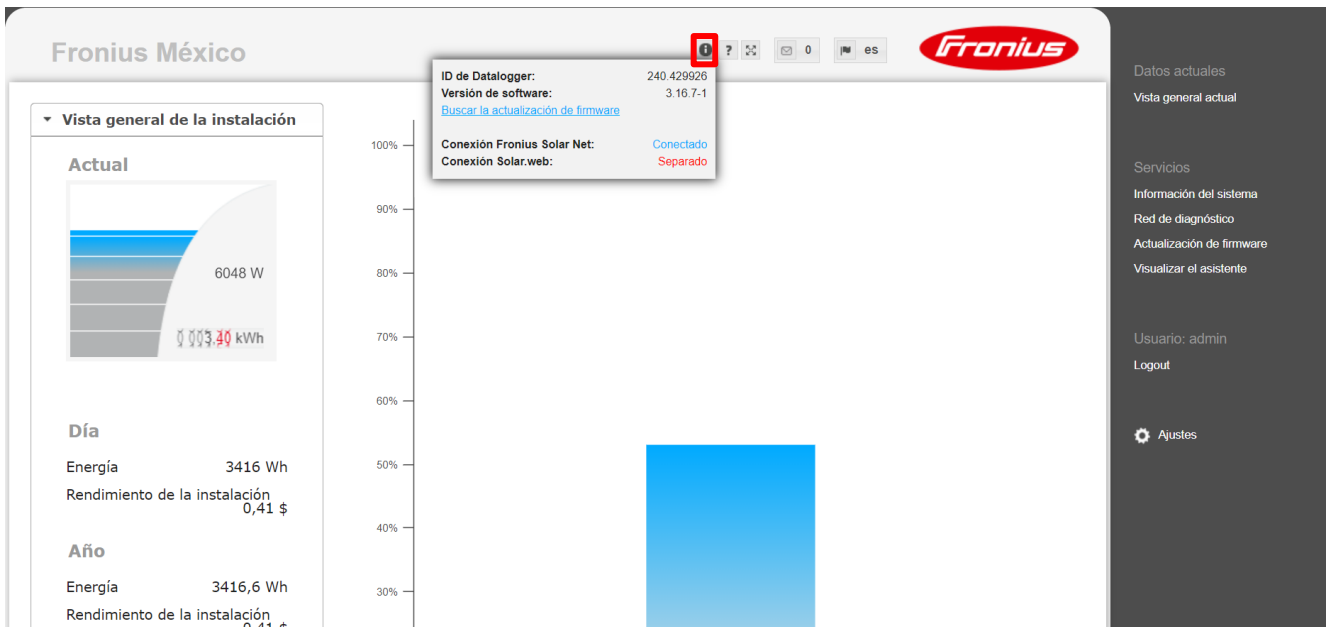 Fronius México
? 0 es
Fronius
ID de Datalogger: 240.429926
Versión de software: 3.16.7-1
Buscar la actualización de firmware
Conexión Fronius Solar Net: Conectado
Conexión Solar.web: Separado
Vista general de la instalación
Actual
6048 W
kWh
Día
Energía 3416 Wh
Rendimiento de la instalación
0,41 $
Año
Energía 3416,6 Wh
Rendimiento de la instalación
100%
90%
80%
70%
60%
50%
40%
30%
Datos actuales
Vista general actual
Servicios
Información del sistema
Red de diagnóstico
Actualización de firmware
Visualizar el asistente
Usuario: admin
Logout
Ajustes